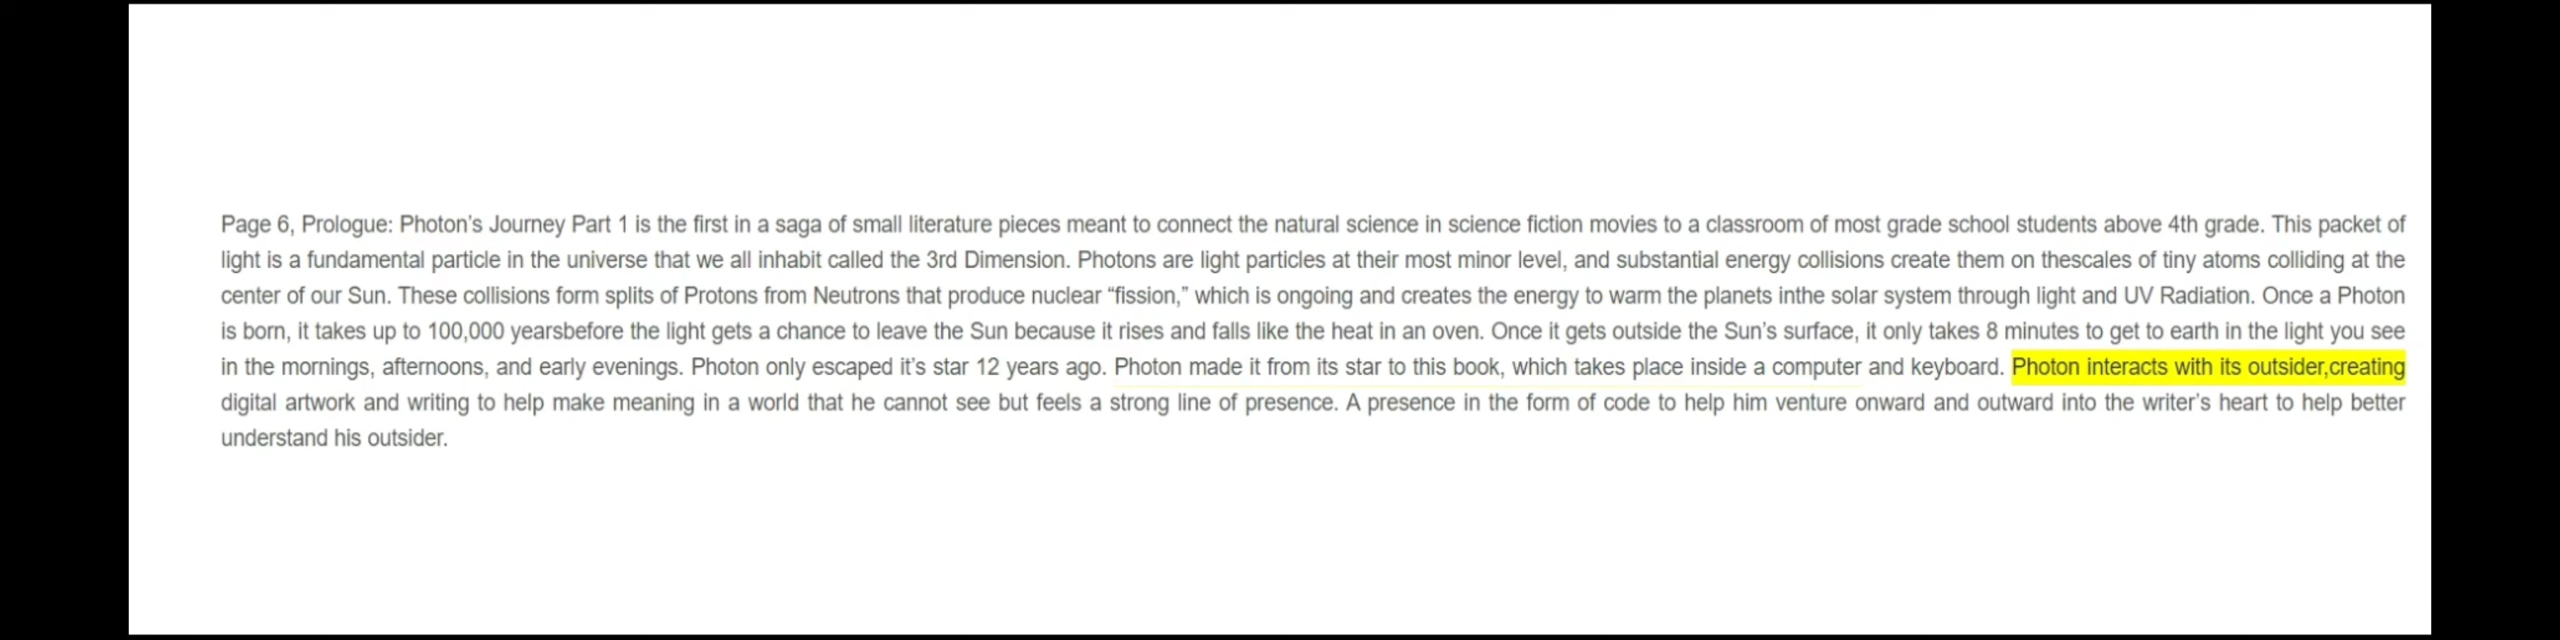 Page 6, Prologue: Photon’s Journey Part 1 is the first in a saga of small literature pieces meant to connect the natural science in science fiction movies to a classroom of most grade school students above 4th grade. This packet of
light is a fundamental particle in the universe that we all inhabit called the 3rd Dimension. Photons are light particles at their most minor level, and substantial energy collisions create them on thescales of tiny atoms colliding at the
center of our Sun. These collisions form splits of Protons from Neutrons that produce nuclear “fission,” which is ongoing and creates the energy to warm the planets inthe solar system through light and UV Radiation. Once a Photon
is born, it takes up to 100,000 yearsbefore the light gets a chance to leave the Sun because it rises and falls like the heat in an oven. Once it gets outside the Sun’s surface, it only takes 8 minutes to get to earth in the light you see
in the mornings, afternoons, and early evenings. Photon only escaped it’s star 12 years ago. Photon made it from its star to this book, which takes place inside a computer and keyboard. Photon interacts with its outsider,creating
digital artwork and writing to help make meaning in a world that he cannot see but feels a strong line of presence. A presence in the form of code to help him venture onward and outward into the writer’s heart to help better
understand his outsider.